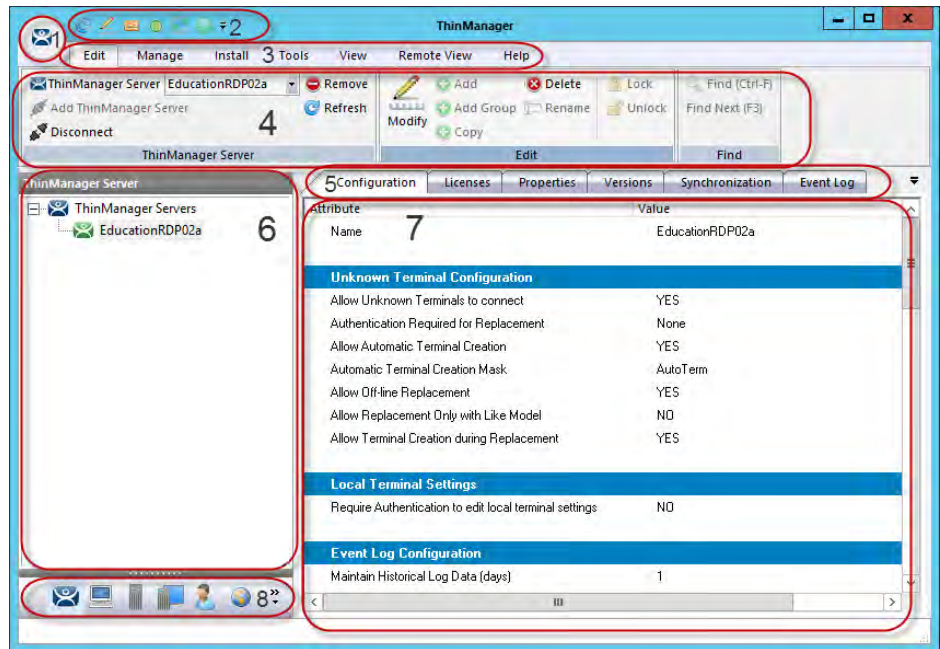 ThinManager
1
2
Edit Manage Install 3 Tools View Remote View Help
ThinManager Server EducationRDP02a Remove
Add ThinManager Server Refresh
Disconnect
4
ThinManager Server
Modify
Add Delete Lock
Add Group Rename Unlock
Copy
Edit
Find (Ctrl-F)
Find Next (F3)
Find
ThinManager Server
ThinManager Servers
EducationRDP02a
6
5 Configuration Licenses Properties Versions Synchronization Event Log
Attribute Value
7
Name EducationRDP02a
Unknown Terminal Configuration
Allow Unknown Terminals to connect YES
Authentication Required for Replacement None
Allow Automatic Terminal Creation YES
Automatic Terminal Creation Mask AutoTerm
Allow Off-line Replacement YES
Allow Replacement Only with Like Model NO
Allow Terminal Creation during Replacement YES
Local Terminal Settings
Require Authentication to edit local terminal settings NO
Event Log Configuration
Maintain Historical Log Data (days) 1
8